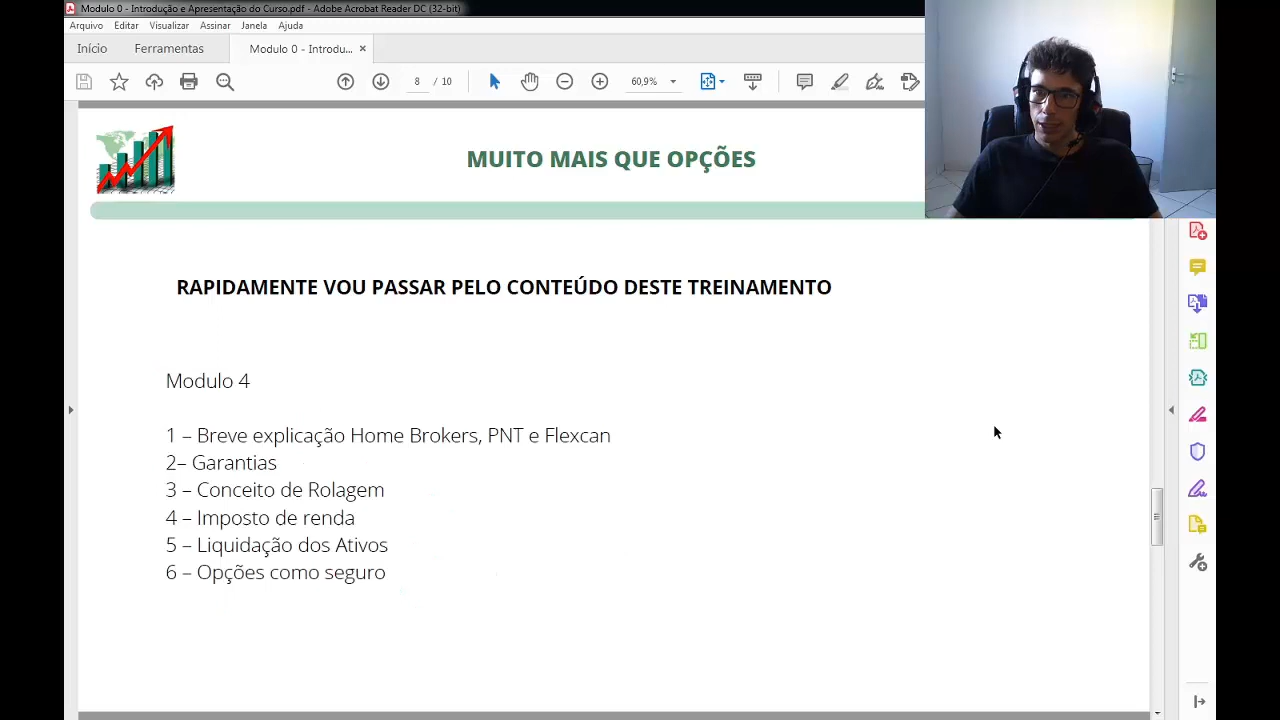 Modulo 0 - Introdução e Apresentação do Curso.pdf - Adobe Acrobat Reader DC (32-bit)
Arquivo Editar Visualizar Assinar Janela Ajuda
Início Ferramentas Modulo 0 - Introdu... ×
8 / 10 60,9%
MUITO MAIS QUE OPÇÕES
RAPIDAMENTE VOU PASSAR PELO CONTEÚDO DESTE TREINAMENTO
Modulo 4
1 – Breve explicação Home Brokers, PNT e Flexcan
2– Garantias
3 – Conceito de Rolagem
4 – Imposto de renda
5 – Liquidação dos Ativos
6 – Opções como seguro